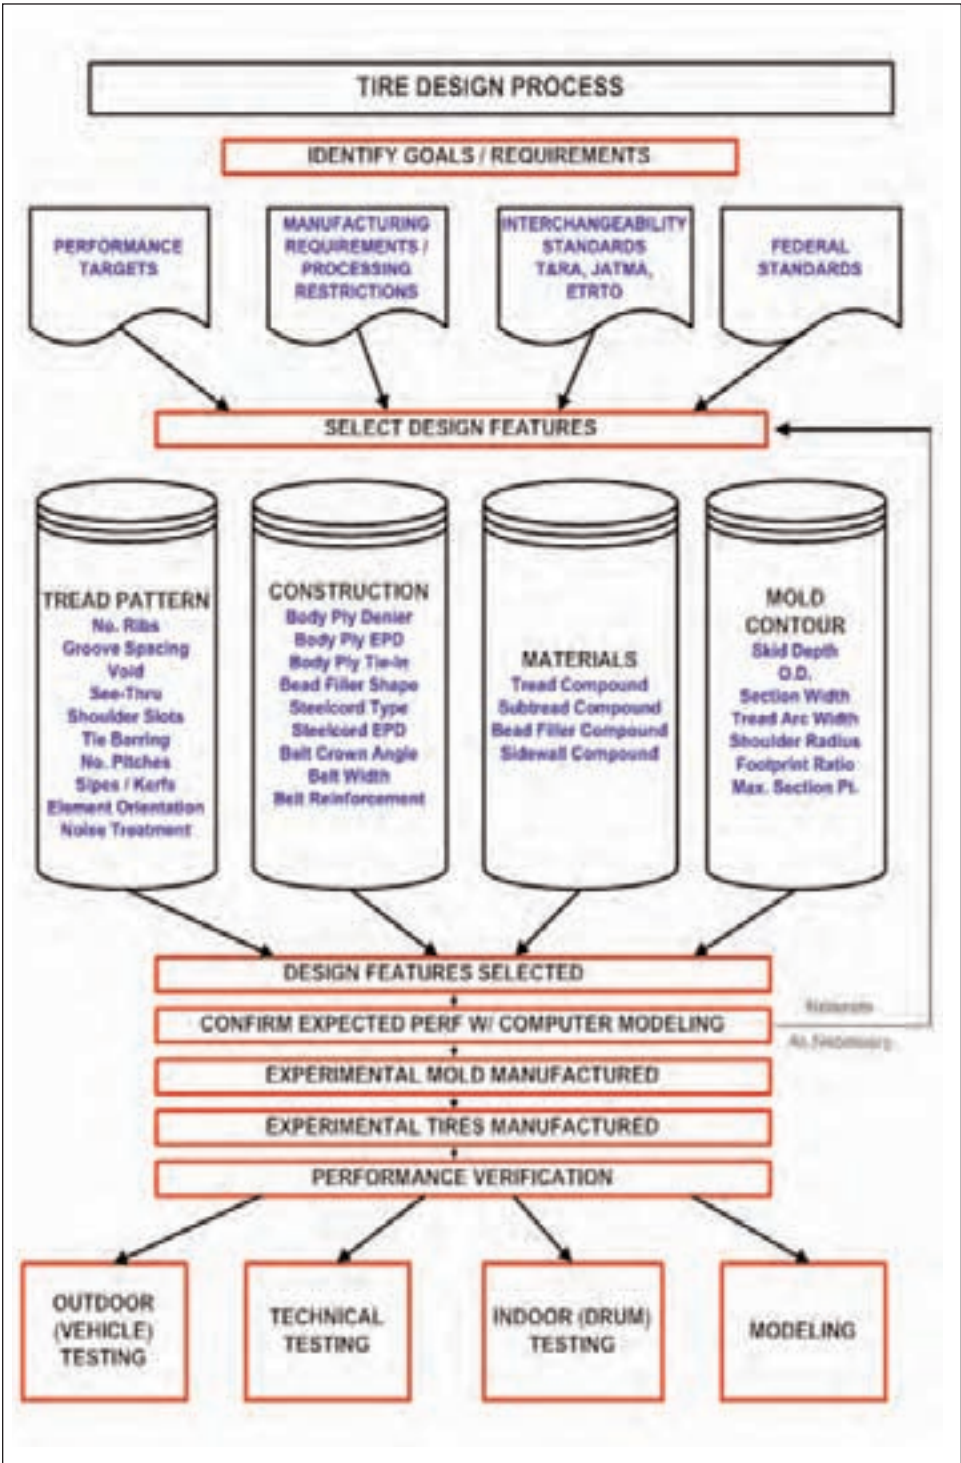 TIRE DESIGN PROCESS
IDENTIFY GOALS / REQUIREMENTS
PERFORMANCE
TARGETS
MANUFACTURING
REQUIREMENTS /
PROCESSING
RESTRICTIONS
INTERCHANGEABILITY
STANDARDS
T&RA, JATMA,
ETRTO
FEDERAL
STANDARDS
SELECT DESIGN FEATURES
TREAD PATTERN
No. Ribs
Groove Spacing
Void
See-Thru
Shoulder Slots
Tie Barring
No. Pitches
Sipes / Kerfs
Element Orientation
Noise Treatment
CONSTRUCTION
Body Ply Denier
Body Ply EPD
Body Ply Tie-In
Bead Filler Shape
Steelcord Type
Steelcord EPD
Belt Crown Angle
Belt Width
Belt Reinforcement
MATERIALS
Tread Compound
Subtread Compound
Bead Filler Compound
Sidewall Compound
MOLD
CONTOUR
Skid Depth
O.D.
Section Width
Tread Arc Width
Shoulder Radius
Footprint Ratio
Max. Section Pt.
DESIGN FEATURES SELECTED
CONFIRM EXPECTED PERF W/ COMPUTER MODELING
As
EXPERIMENTAL MOLD MANUFACTURED
EXPERIMENTAL TIRES MANUFACTURED
PERFORMANCE VERIFICATION
OUTDOOR
(VEHICLE)
TESTING
TECHNICAL
TESTING
INDOOR (DRUM)
TESTING
MODELING